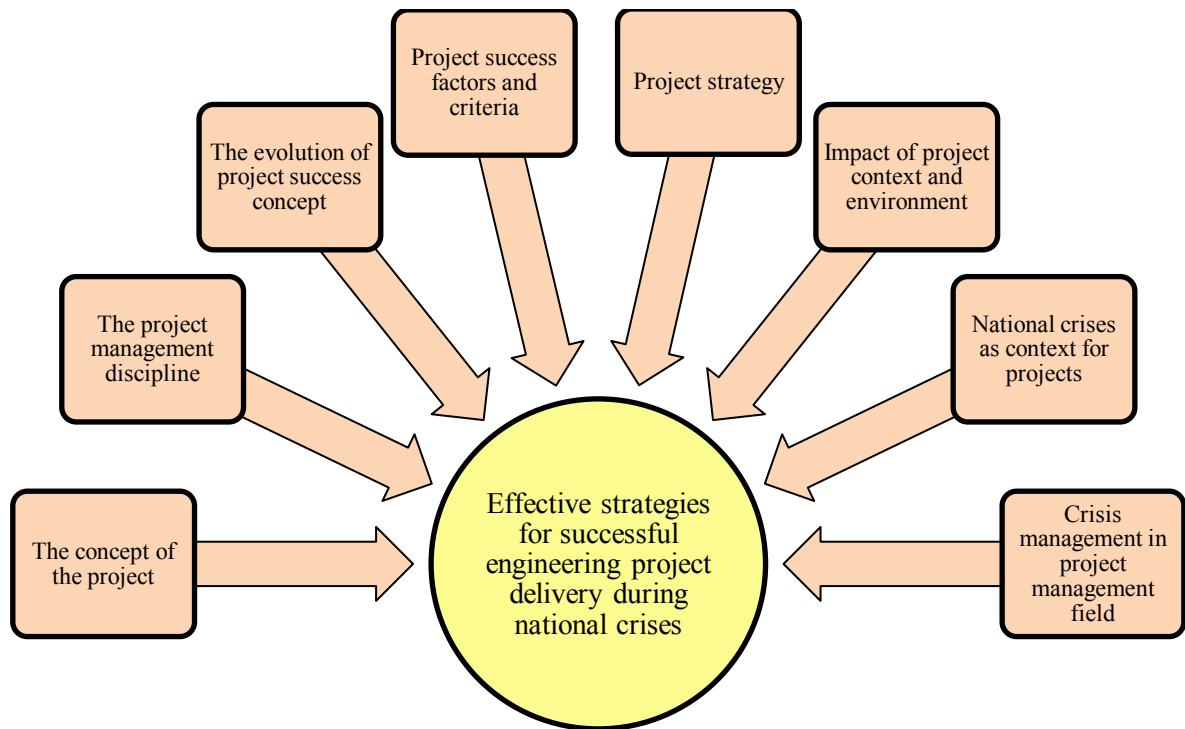 Project success
factors and
criteria
Project strategy
The evolution of
project success
concept
Impact of project
context and
environment
The project
management
discipline
National crises
as context for
projects
The concept of
the project
Effective strategies
for successful
engineering project
delivery during
national crises
Crisis
management in
project
management
field